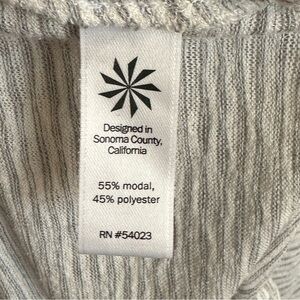 Designed in
Sonoma County,
California
55% modal,
45% polyester
RN #54023